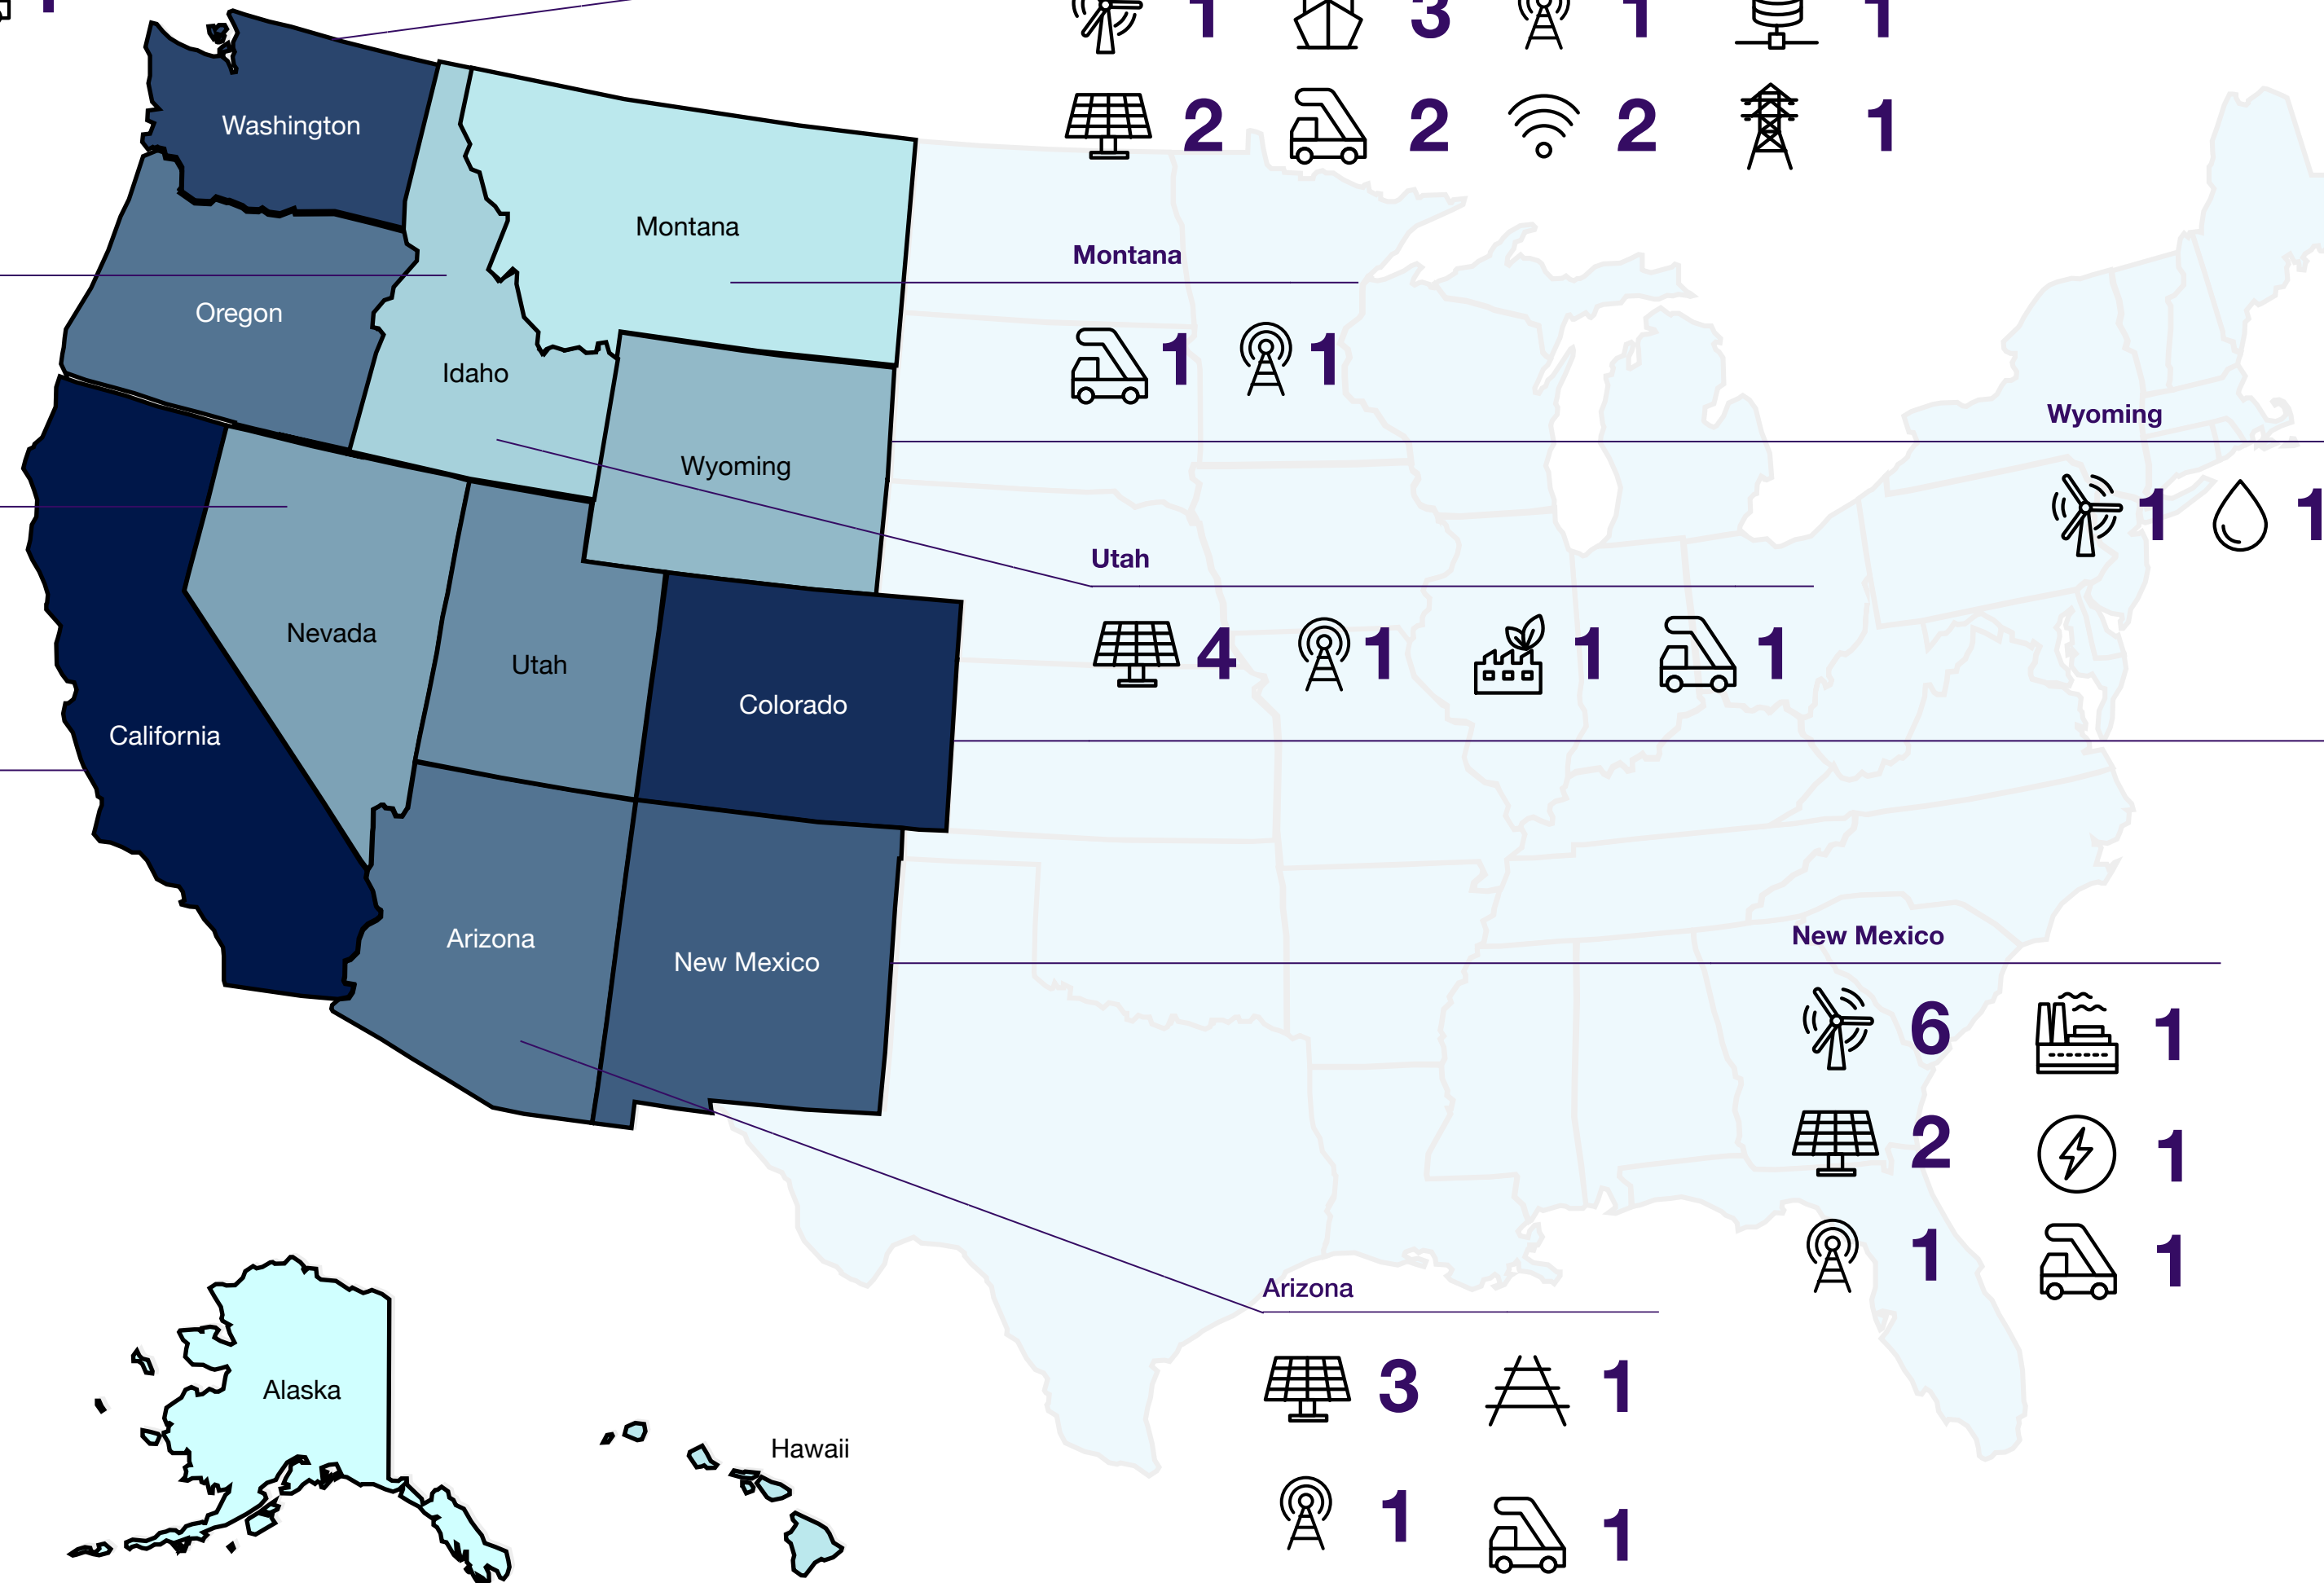 1
1 3 1 1
Washington
2 2 2 1
Montana
Montana
Oregon
1 1
Idaho
Wyoming
Wyoming
1 1
Utah
Nevada
Utah
4 1 1 1
Colorado
California
New Mexico
Arizona
New Mexico
6 1
2 1
1 1
Arizona
Alaska
3 1
Hawaii
1 1